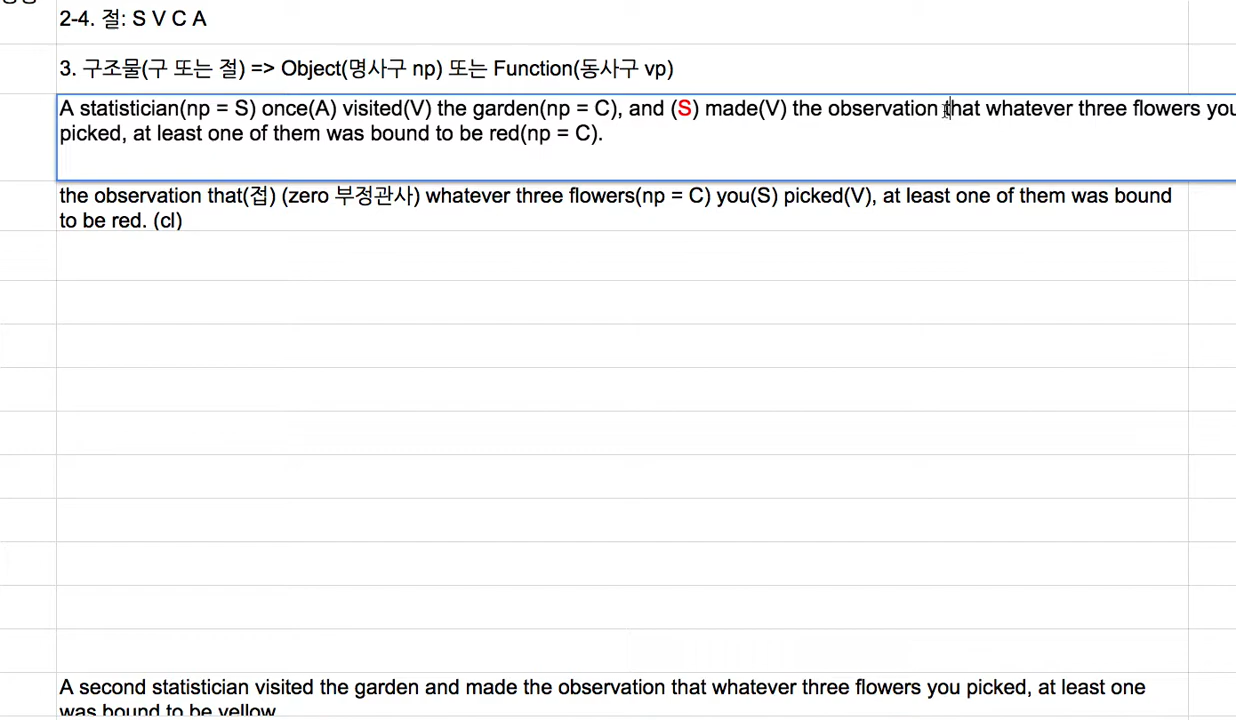 2-4. 절: S V C A
3. 구조물(구 또는 절) => Object(명사구 np) 또는 Function(동사구 vp)
A statistician(np = S) once(A) visited(V) the garden(np = C), and (S) made(V) the observation that whatever three flowers you
picked, at least one of them was bound to be red(np = C).
the observation that(접) (zero 부정관사) whatever three flowers(np = C) you(S) picked(V), at least one of them was bound
to be red. (cl)
A second statistician visited the garden and made the observation that whatever three flowers you picked, at least one
was bound to be yellow